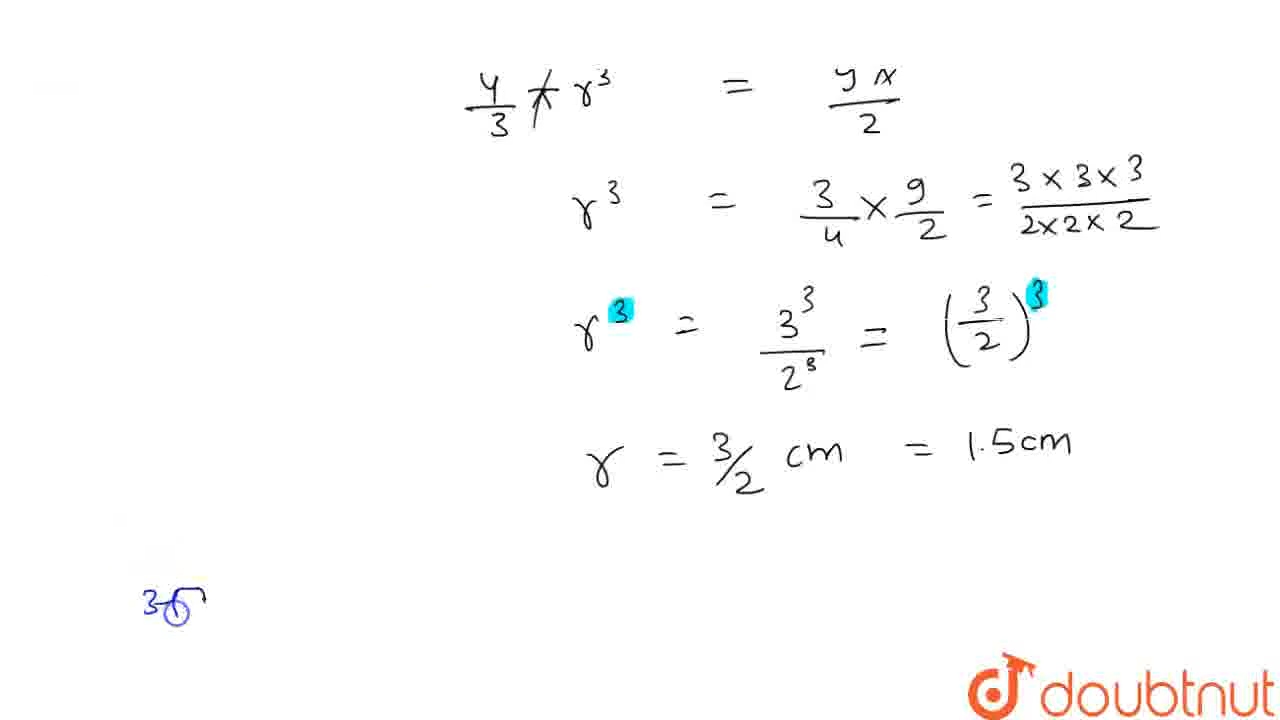 4/3 π r³ = 9π/2
r³ = 3/4 × 9/2 = 3×3×3/2×2×2
r³ = 3³/2³ = (3/2)³
r = 3/2 cm = 1.5cm
doubtnut